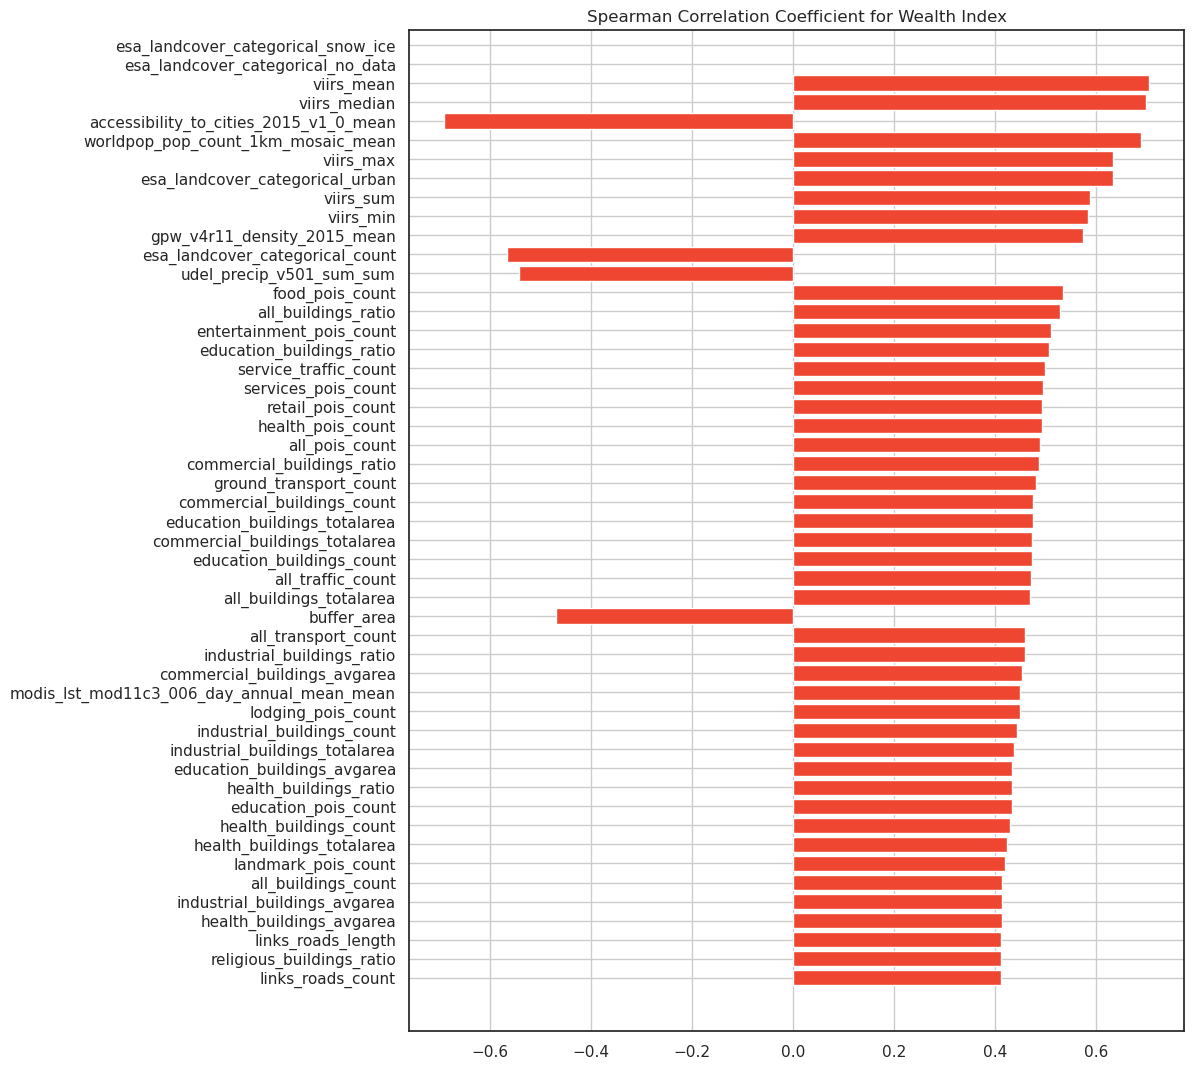 Spearman Correlation Coefficient for Wealth Index
esa_landcover_categorical_snow_ice
esa_landcover_categorical_no_data
viirs_mean
viirs_median
accessibility_to_cities_2015_v1_0_mean
worldpop_pop_count_1km_mosaic_mean
viirs_max
esa_landcover_categorical_urban
viirs_sum
viirs_min
gpw_v4r11_density_2015_mean
esa_landcover_categorical_count
udel_precip_v501_sum_sum
food_pois_count
all_buildings_ratio
entertainment_pois_count
education_buildings_ratio
service_traffic_count
services_pois_count
retail_pois_count
health_pois_count
all_pois_count
commercial_buildings_ratio
ground_transport_count
commercial_buildings_count
education_buildings_totalarea
commercial_buildings_totalarea
education_buildings_count
all_traffic_count
all_buildings_totalarea
buffer_area
all_transport_count
industrial_buildings_ratio
commercial_buildings_avgarea
modis_lst_mod11c3_006_day_annual_mean_mean
lodging_pois_count
industrial_buildings_count
industrial_buildings_totalarea
education_buildings_avgarea
health_buildings_ratio
education_pois_count
health_buildings_count
health_buildings_totalarea
landmark_pois_count
all_buildings_count
industrial_buildings_avgarea
health_buildings_avgarea
links_roads_length
religious_buildings_ratio
links_roads_count
−0.6 −0.4 −0.2 0.0 0.2 0.4 0.6